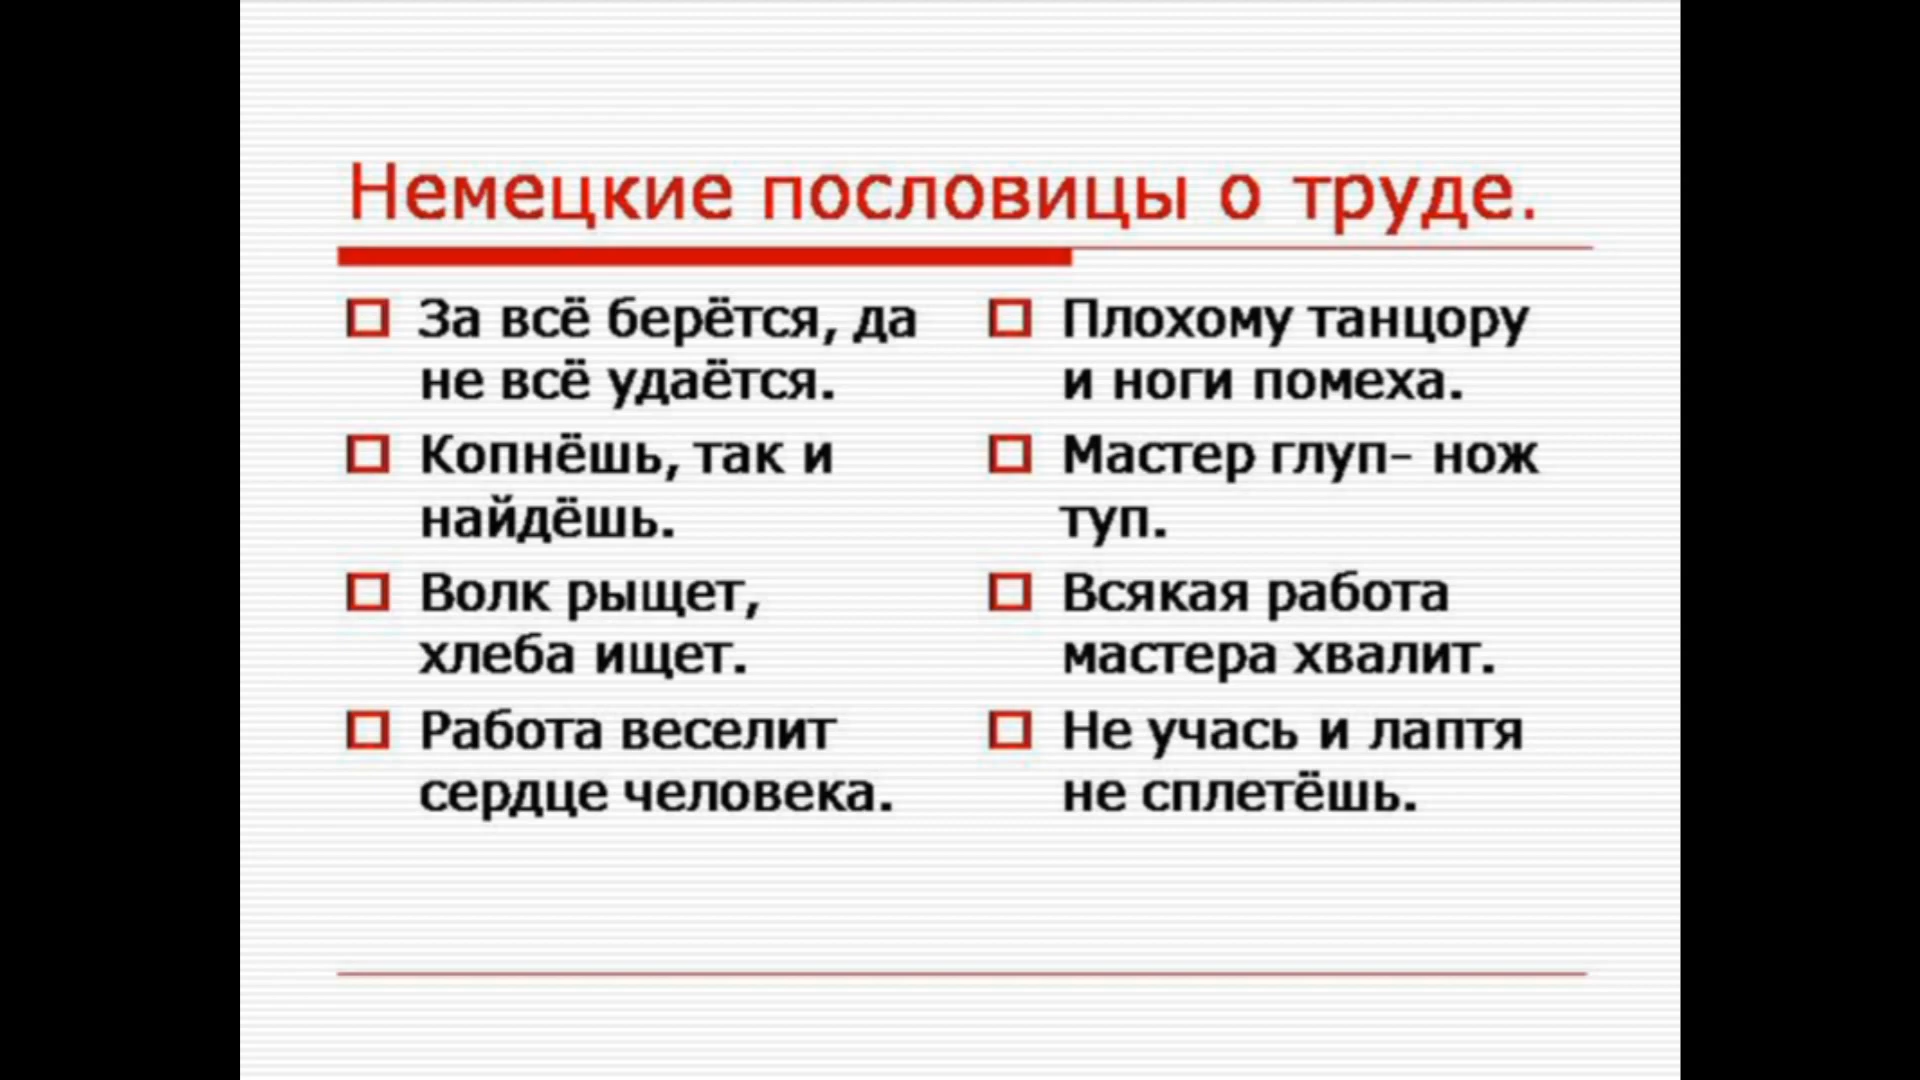 Немецкие пословицы о труде.
За всё берётся, да
не всё удаётся.
Копнёшь, так и
найдёшь.
Волк рыщет,
хлеба ищет.
Работа веселит
сердце человека.
Плохому танцору
и ноги помеха.
Мастер глуп- нож
туп.
Всякая работа
мастера хвалит.
Не учась и лаптя
не сплетёшь.